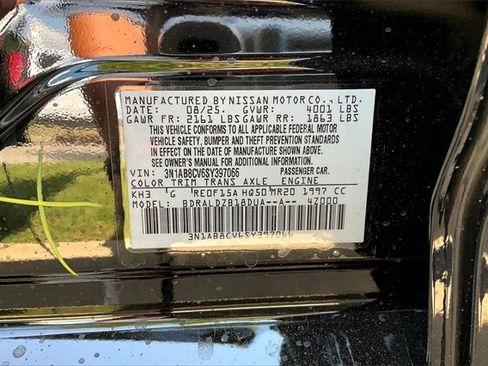 MANUFACTURED BY NISSAN MOTOR CO., LTD.
DATE: 08/25. GVWR: 4001 LBS
GAWR FR: 2161 LBS GAWR RR: 1863 LBS
THIS VEHICLE CONFORMS TO ALL APPLICABLE FEDERAL MOTOR
VEHICLE SAFETY, BUMPER, AND THEFT PREVENTION STANDARDS
IN EFFECT ON THE DATE OF MANUFACTURE SHOWN ABOVE.
SEE OWNER'S MANUAL FOR ADDITIONAL INFORMATION.
VIN: 3N1AB8CV6SY397066 PASSENGER CAR
COLOR TRIM TRANS AXLE ENGINE
KH3 G RE0F15A HG50 MR20 1997 CC
MODEL: BDRALDZB18DUA--A-- 4Z000
3N1AB8CV6SY397066